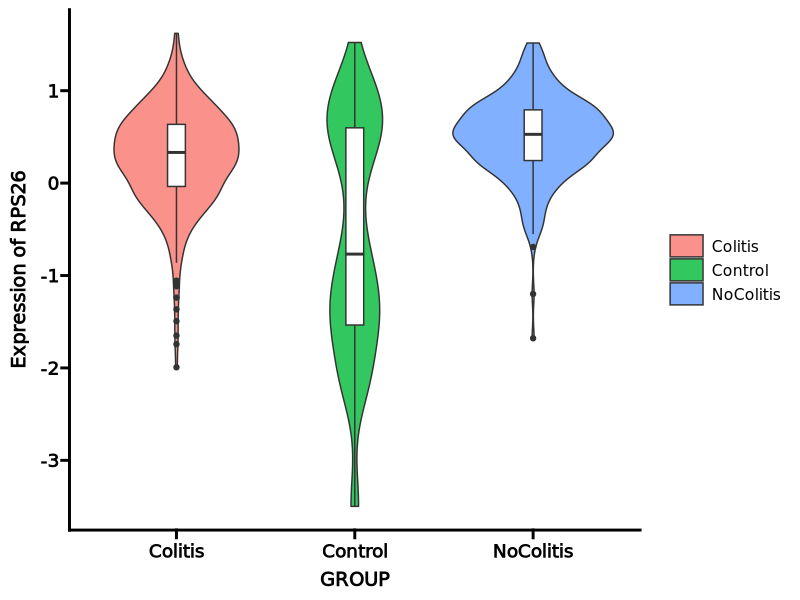 Expression of RPS26
1
0
-1
-2
-3
Colitis
Control
NoColitis
GROUP
Colitis
Control
NoColitis